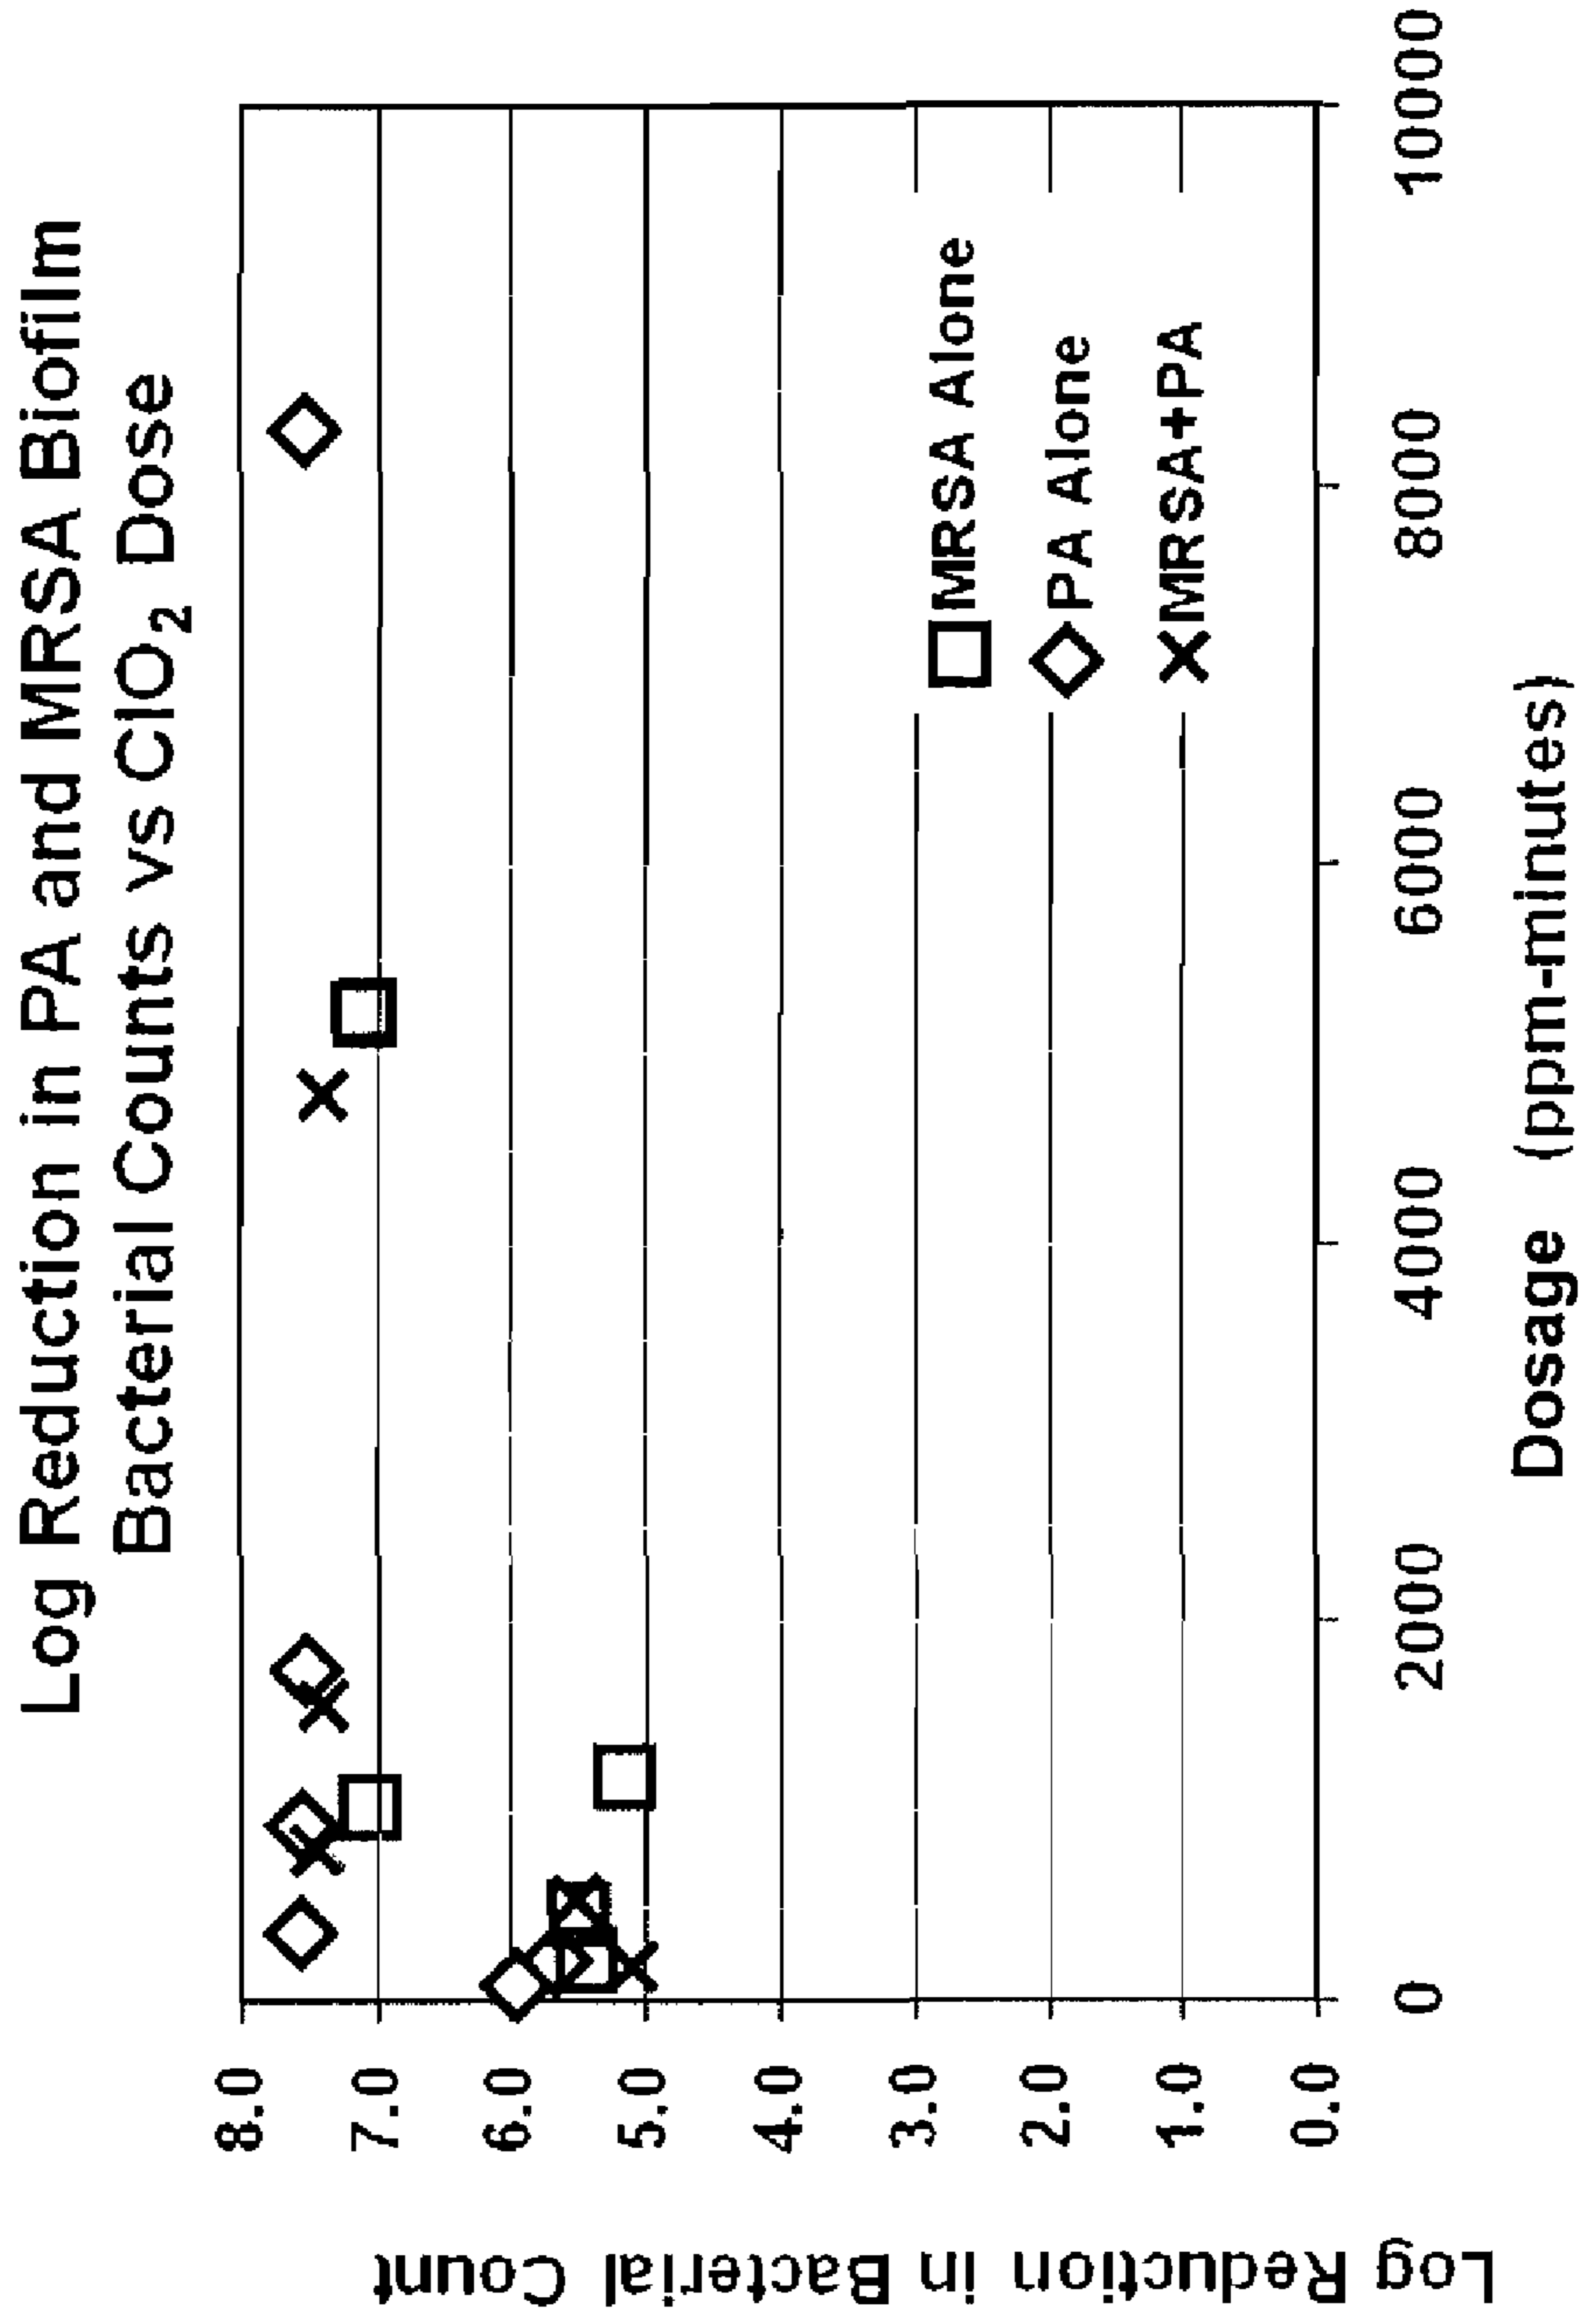 Log Reduction in PA and MRSA Biofilm
Bacterial Counts vs ClO₂ Dose
Log Reduction in Bacterial Count
8.0
7.0
6.0
5.0
4.0
3.0
2.0
1.0
0.0
MRSA Alone
PA Alone
MRSA+PA
0
2000
4000
6000
8000
10000
Dosage (ppm-minutes)